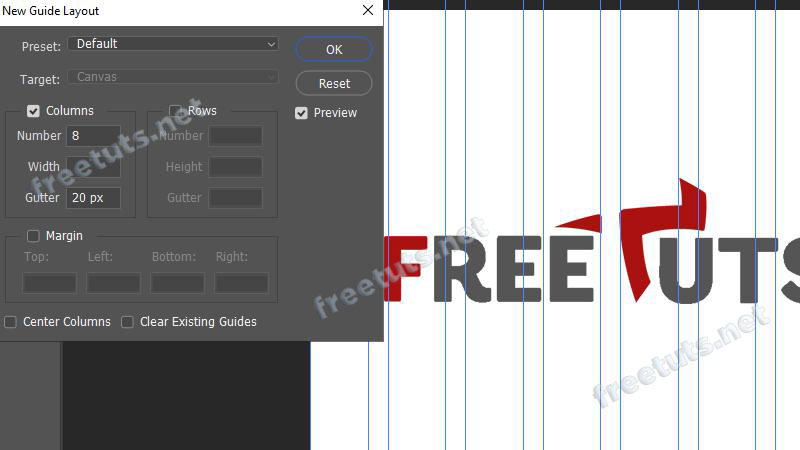 New Guide Layout
Preset: Default
OK
Target: Canvas
Reset
Columns
Rows
Preview
Number 8
Number
Width
Height
Gutter 20 px
Gutter
Margin
Top: Left: Bottom: Right:
Center Columns
Clear Existing Guides
FREE TUTS
freetuts.net
freetuts.net
freetuts.net